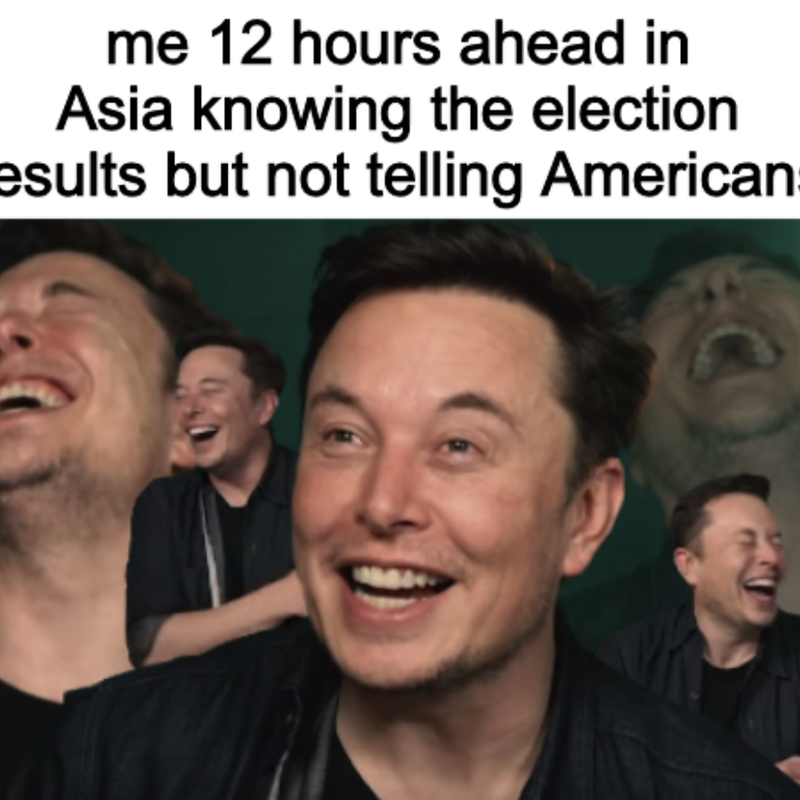 me 12 hours ahead in
Asia knowing the election
esults but not telling American